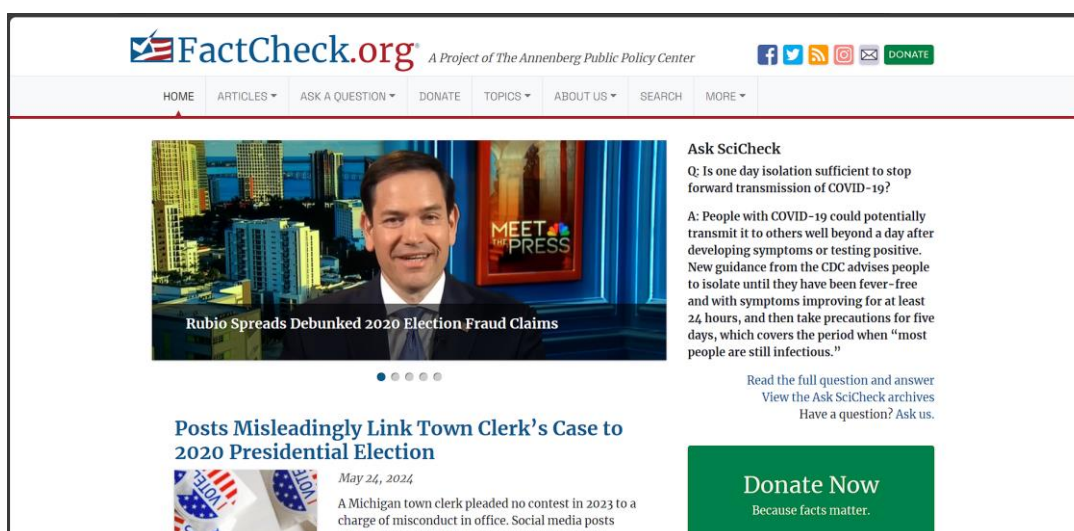 FactCheck.org®
A Project of The Annenberg Public Policy Center
DONATE
HOME ARTICLES ASK A QUESTION DONATE TOPICS ABOUT US SEARCH MORE
MEET THE PRESS
Rubio Spreads Debunked 2020 Election Fraud Claims
Posts Misleadingly Link Town Clerk’s Case to
2020 Presidential Election
VOTED
I VOTED
May 24, 2024
A Michigan town clerk pleaded no contest in 2023 to a
charge of misconduct in office. Social media posts
Ask SciCheck
Q: Is one day isolation sufficient to stop
forward transmission of COVID-19?
A: People with COVID-19 could potentially
transmit it to others well beyond a day after
developing symptoms or testing positive.
New guidance from the CDC advises people
to isolate until they have been fever-free
and with symptoms improving for at least
24 hours, and then take precautions for five
days, which covers the period when “most
people are still infectious.”
Read the full question and answer
View the Ask SciCheck archives
Have a question? Ask us.
Donate Now
Because facts matter.